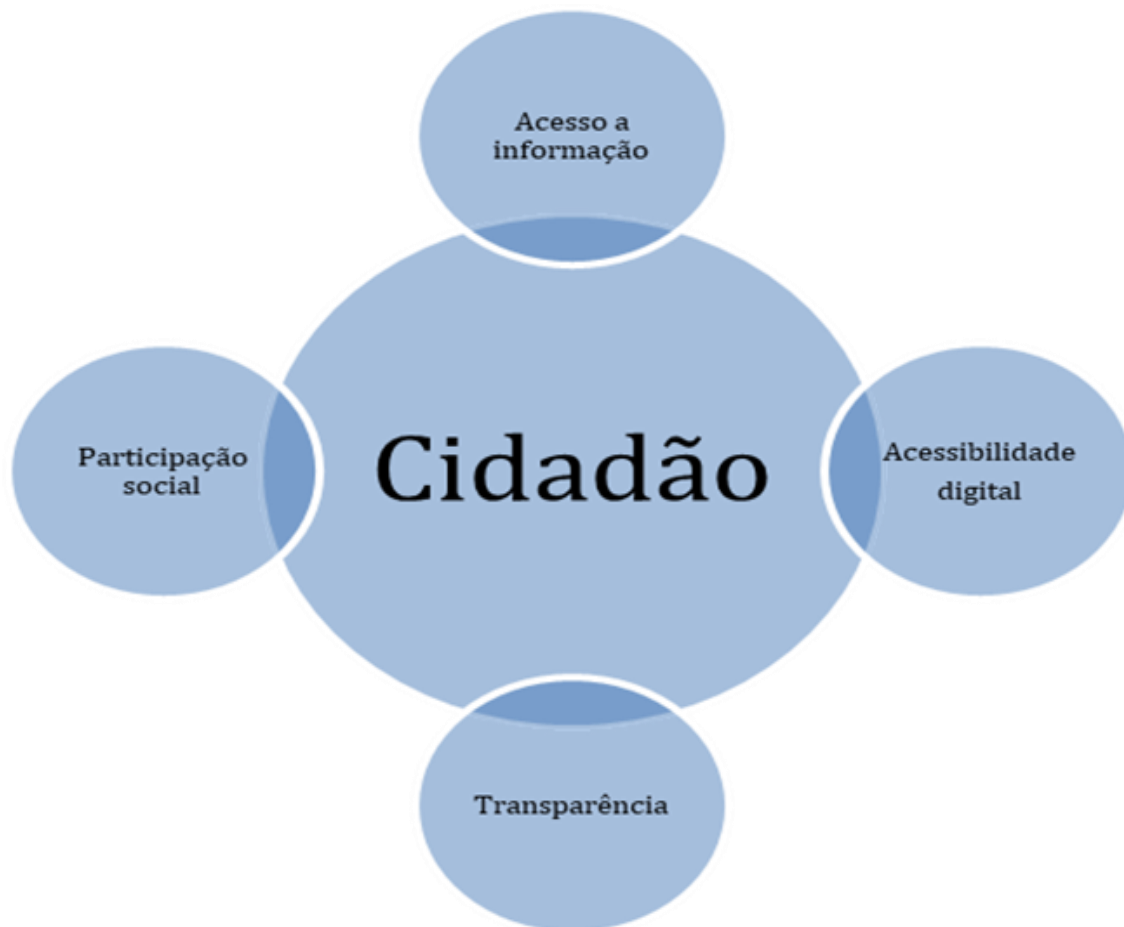 Acesso a
informação
Participação
social
Cidadão
Acessibilidade
digital
Transparência